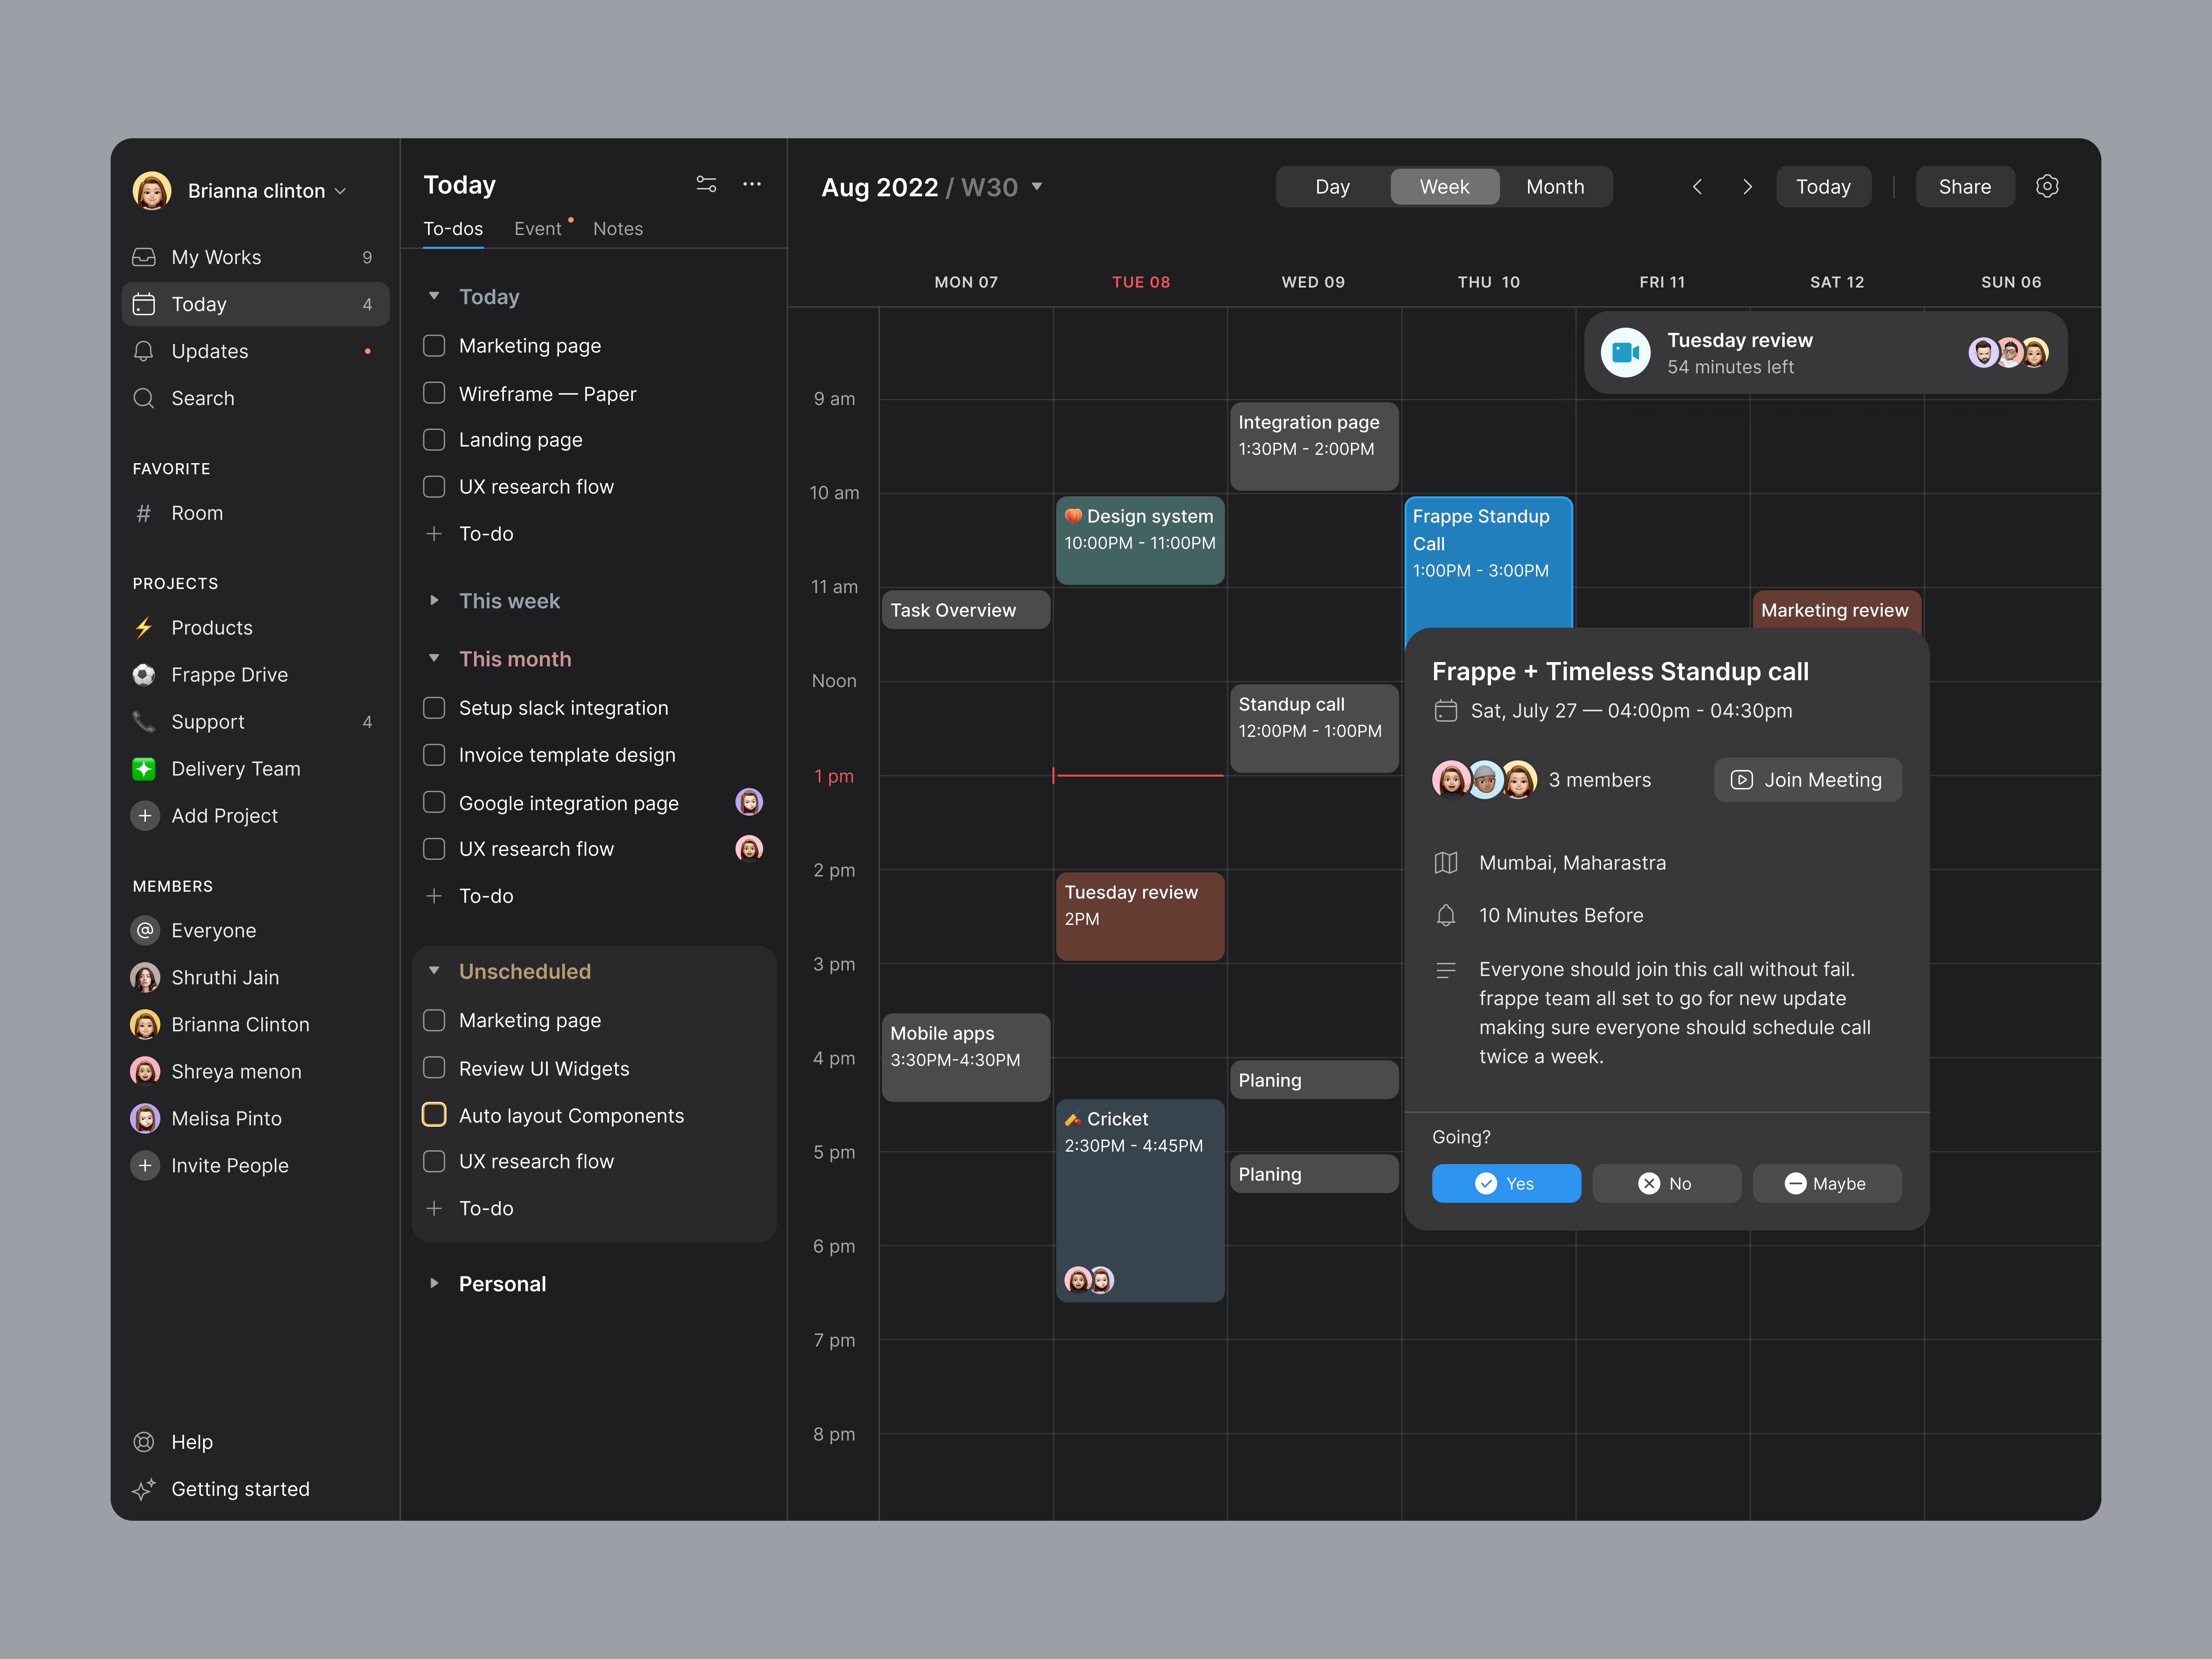 Brianna clinton
My Works 9
Today 4
Updates
Search
FAVORITE
# Room
PROJECTS
Products
Frappe Drive
Support 4
Delivery Team
+ Add Project
MEMBERS
@ Everyone
Shruthi Jain
Brianna Clinton
Shreya menon
Melisa Pinto
+ Invite People
Help
Getting started
Today
To-dos Event Notes
Today
Marketing page
Wireframe — Paper
Landing page
UX research flow
+ To-do
This week
This month
Setup slack integration
Invoice template design
Google integration page
UX research flow
+ To-do
Unscheduled
Marketing page
Review UI Widgets
Auto layout Components
UX research flow
+ To-do
Personal
Aug 2022 / W30
Day Week Month
Today
Share
MON 07 TUE 08 WED 09 THU 10 FRI 11 SAT 12 SUN 06
9 am
10 am
11 am
Noon
1 pm
2 pm
3 pm
4 pm
5 pm
6 pm
7 pm
8 pm
Task Overview
Mobile apps
3:30PM-4:30PM
Design system
10:00PM - 11:00PM
Tuesday review
2PM
Cricket
2:30PM - 4:45PM
Integration page
1:30PM - 2:00PM
Standup call
12:00PM - 1:00PM
Planing
Planing
Frappe Standup
Call
1:00PM - 3:00PM
Marketing review
Tuesday review
54 minutes left
Frappe + Timeless Standup call
Sat, July 27 — 04:00pm - 04:30pm
3 members
Join Meeting
Mumbai, Maharastra
10 Minutes Before
Everyone should join this call without fail.
frappe team all set to go for new update
making sure everyone should schedule call
twice a week.
Going?
Yes No Maybe